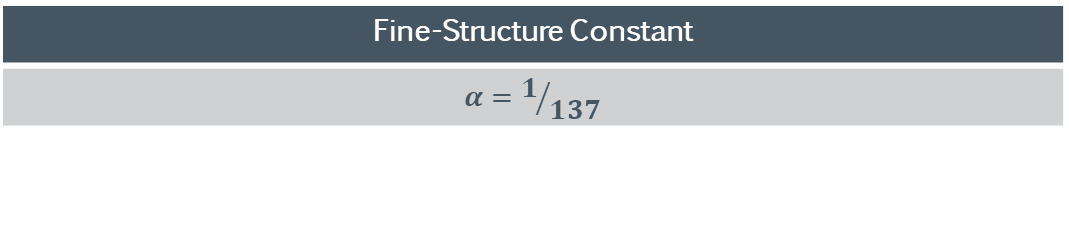 Fine-Structure Constant
α = 1/137